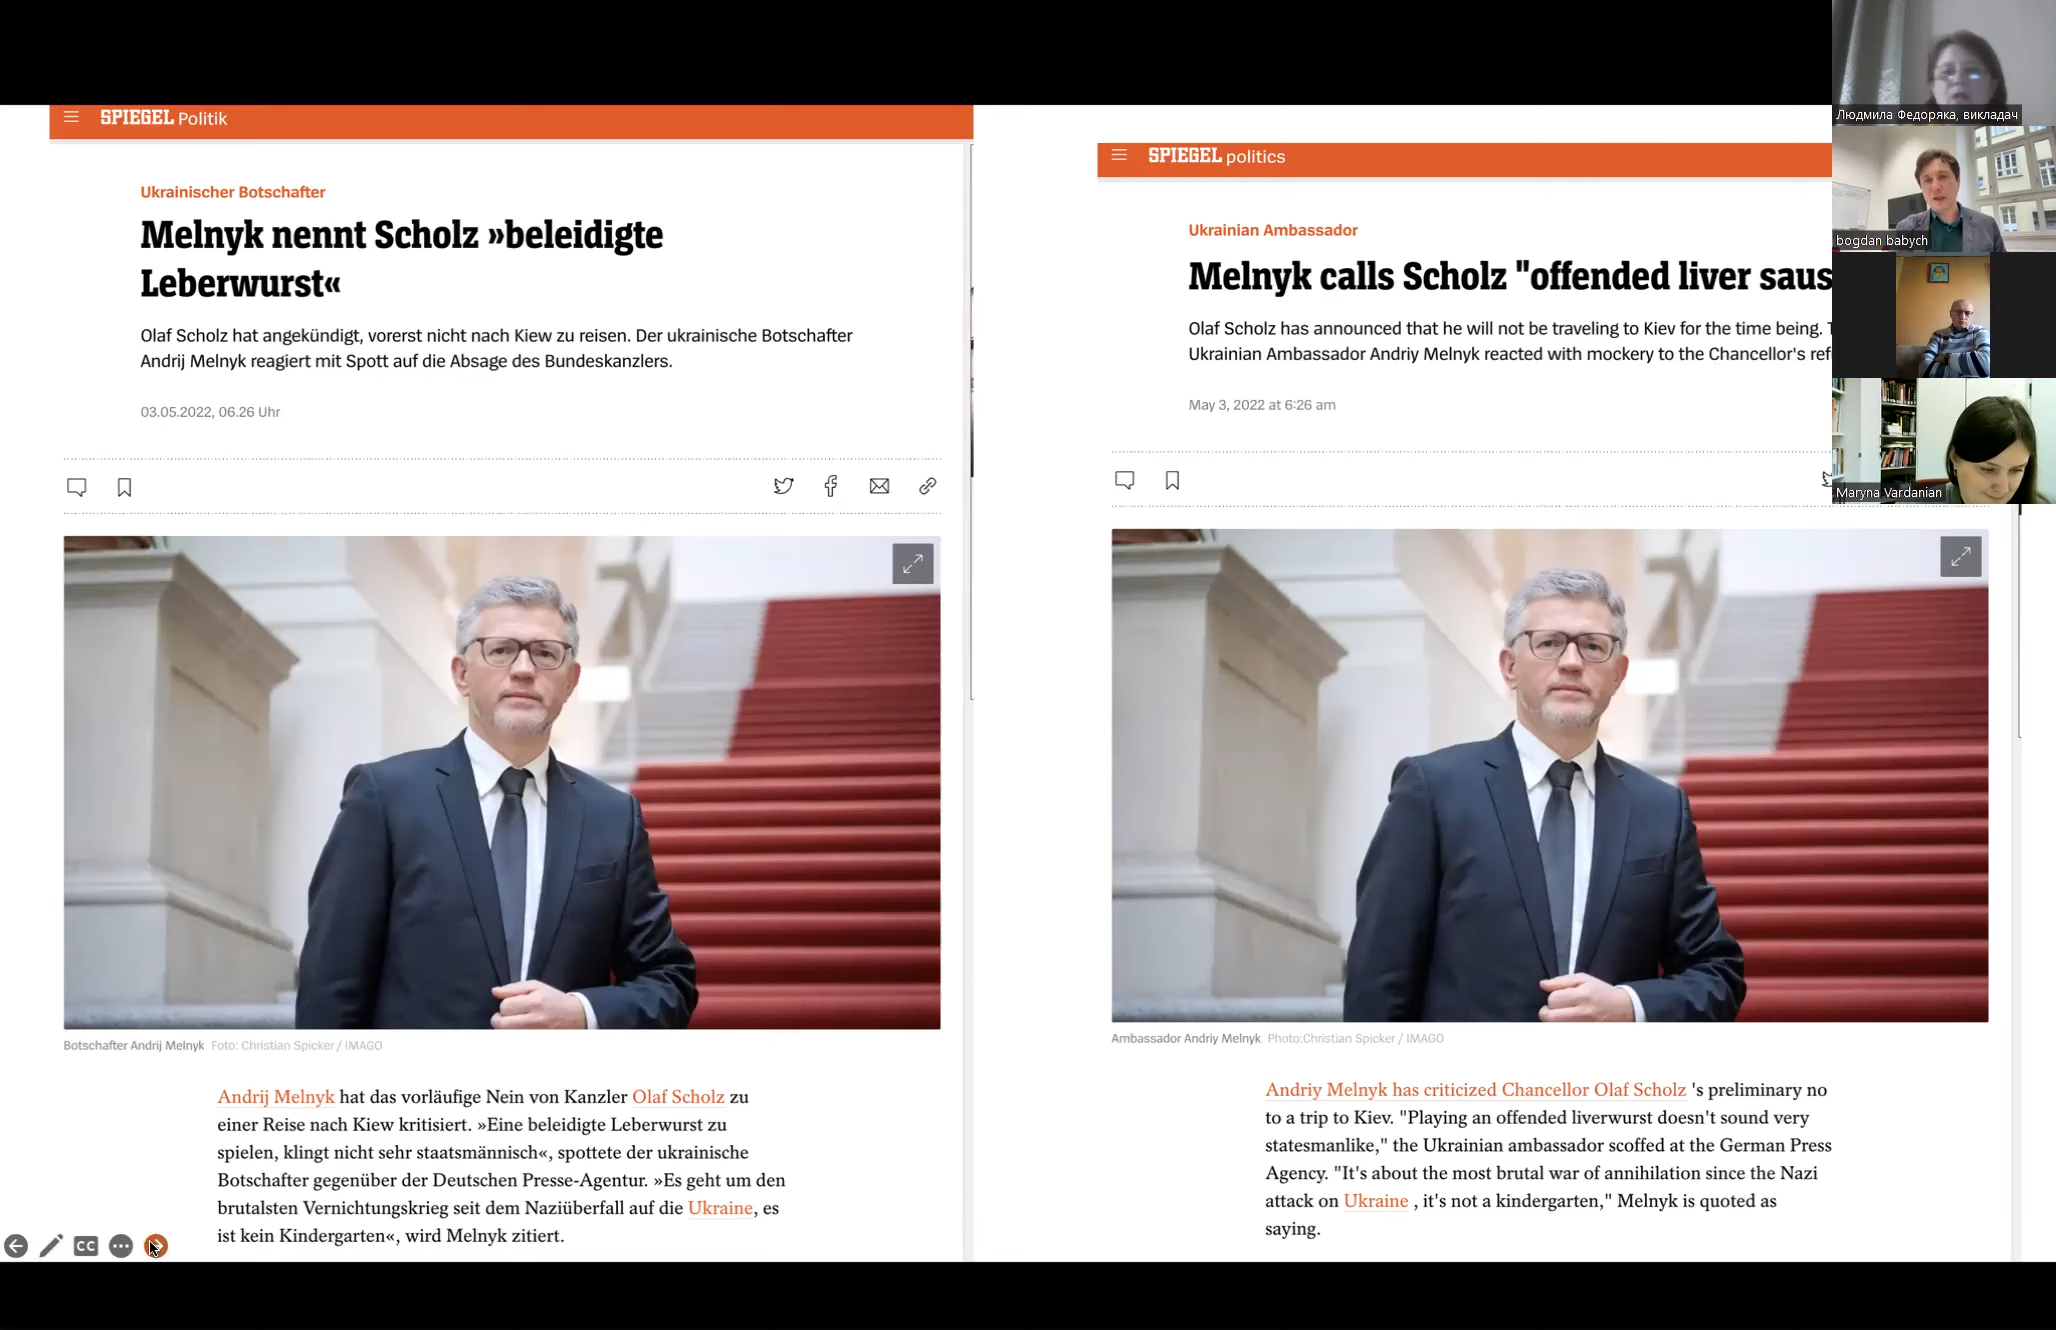 SPIEGEL Politik
Ukrainischer Botschafter
Melnyk nennt Scholz »beleidigte
Leberwurst«
Olaf Scholz hat angekündigt, vorerst nicht nach Kiew zu reisen. Der ukrainische Botschafter
Andrij Melnyk reagiert mit Spott auf die Absage des Bundeskanzlers.
03.05.2022, 06.26 Uhr
Botschafter Andrij Melnyk Foto: Christian Spicker / IMAGO
Andrij Melnyk hat das vorläufige Nein von Kanzler Olaf Scholz zu
einer Reise nach Kiew kritisiert. »Eine beleidigte Leberwurst zu
spielen, klingt nicht sehr staatsmännisch«, spottete der ukrainische
Botschafter gegenüber der Deutschen Presse-Agentur. »Es geht um den
brutalsten Vernichtungskrieg seit dem Naziüberfall auf die Ukraine, es
ist kein Kindergarten«, wird Melnyk zitiert.
CC
SPIEGEL politics
Ukrainian Ambassador
Melnyk calls Scholz "offended liver saus
Olaf Scholz has announced that he will not be traveling to Kiev for the time being.
Ukrainian Ambassador Andriy Melnyk reacted with mockery to the Chancellor's ref
May 3, 2022 at 6:26 am
Ambassador Andriy Melnyk Photo:Christian Spicker / IMAGO
Andriy Melnyk has criticized Chancellor Olaf Scholz 's preliminary no
to a trip to Kiev. "Playing an offended liverwurst doesn't sound very
statesmanlike," the Ukrainian ambassador scoffed at the German Press
Agency. "It's about the most brutal war of annihilation since the Nazi
attack on Ukraine , it's not a kindergarten," Melnyk is quoted as
saying.
Людмила Федоряка, викладач
bogdan babych
Maryna Vardanian